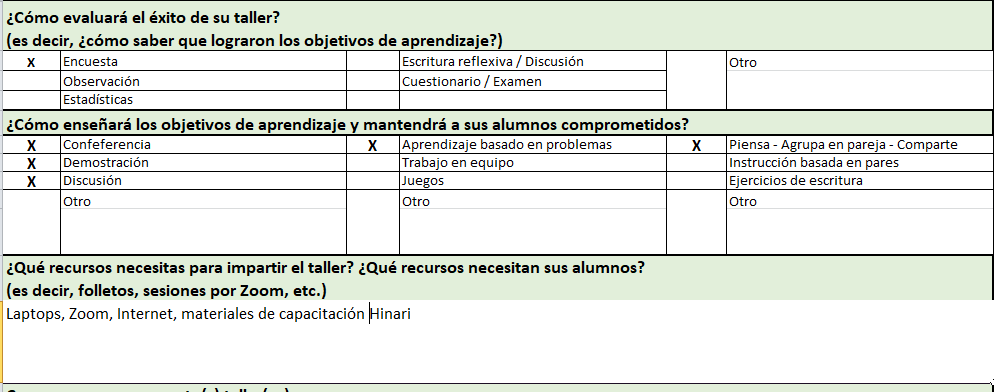 ¿Cómo evaluará el éxito de su taller?
(es decir, ¿cómo saber que lograron los objetivos de aprendizaje?)
X Encuesta Escritura reflexiva / Discusión Otro
Observación Cuestionario / Examen
Estadísticas
¿Cómo enseñará los objetivos de aprendizaje y mantendrá a sus alumnos comprometidos?
X Confeferencia X Aprendizaje basado en problemas X Piensa - Agrupa en pareja - Comparte
X Demostración Trabajo en equipo Instrucción basada en pares
X Discusión Juegos Ejercicios de escritura
Otro Otro Otro
¿Qué recursos necesitas para impartir el taller? ¿Qué recursos necesitan sus alumnos?
(es decir, folletos, sesiones por Zoom, etc.)
Laptops, Zoom, Internet, materiales de capacitación Hinari